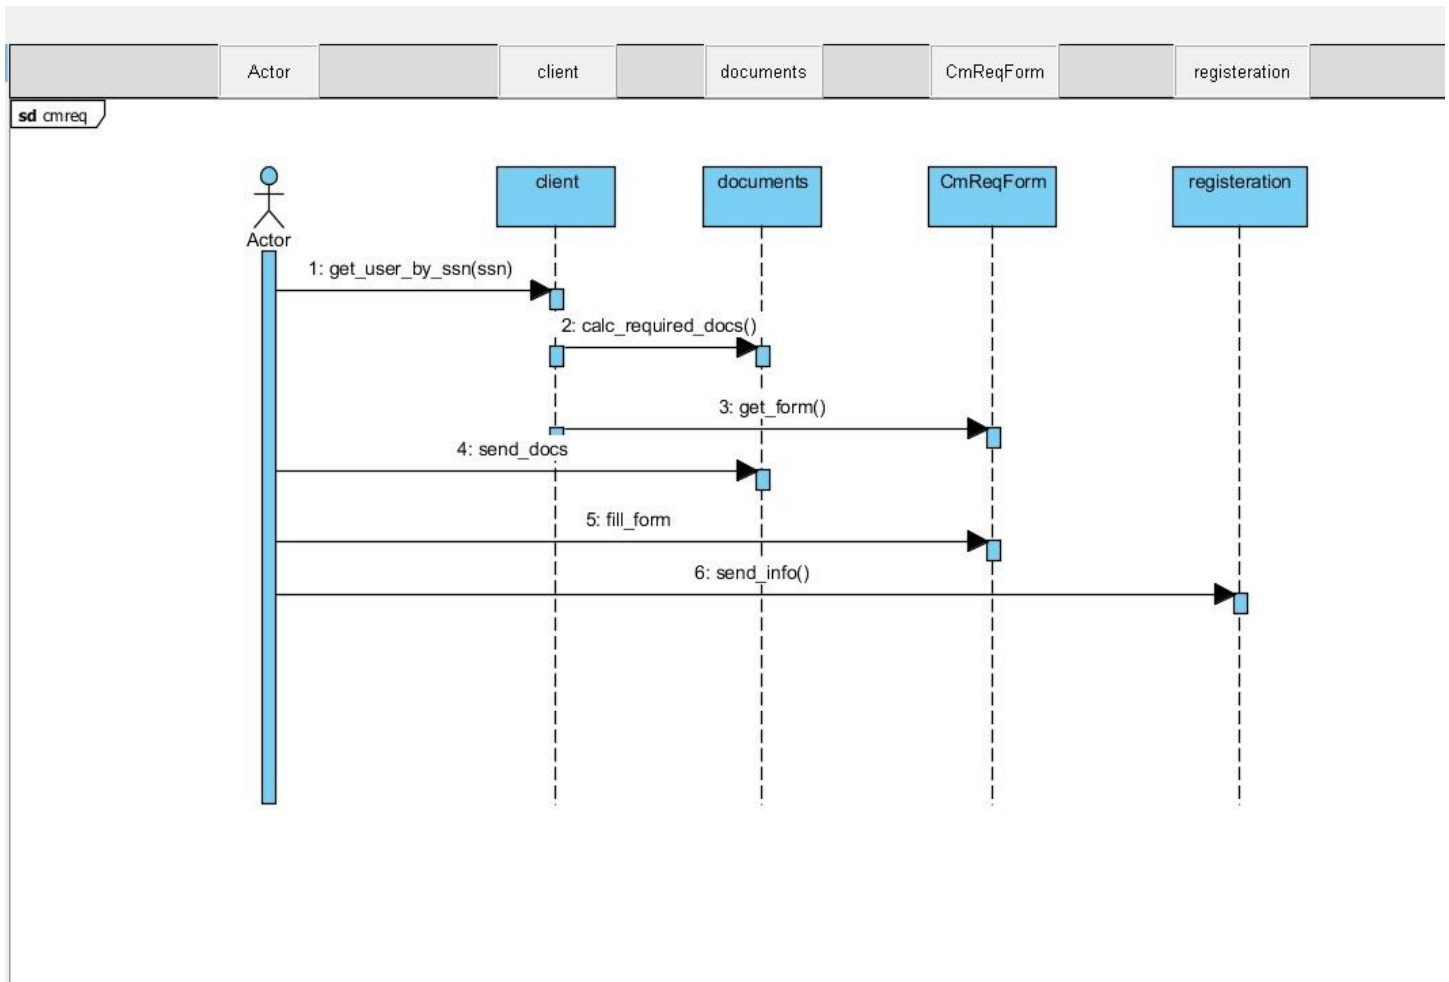 Actor
client
documents
CmReqForm
registeration
sd cmreq
client
documents
CmReqForm
registeration
Actor
1: get_user_by_ssn(ssn)
2: calc_required_docs()
3: get_form()
4: send_docs
5: fill_form
6: send_info()